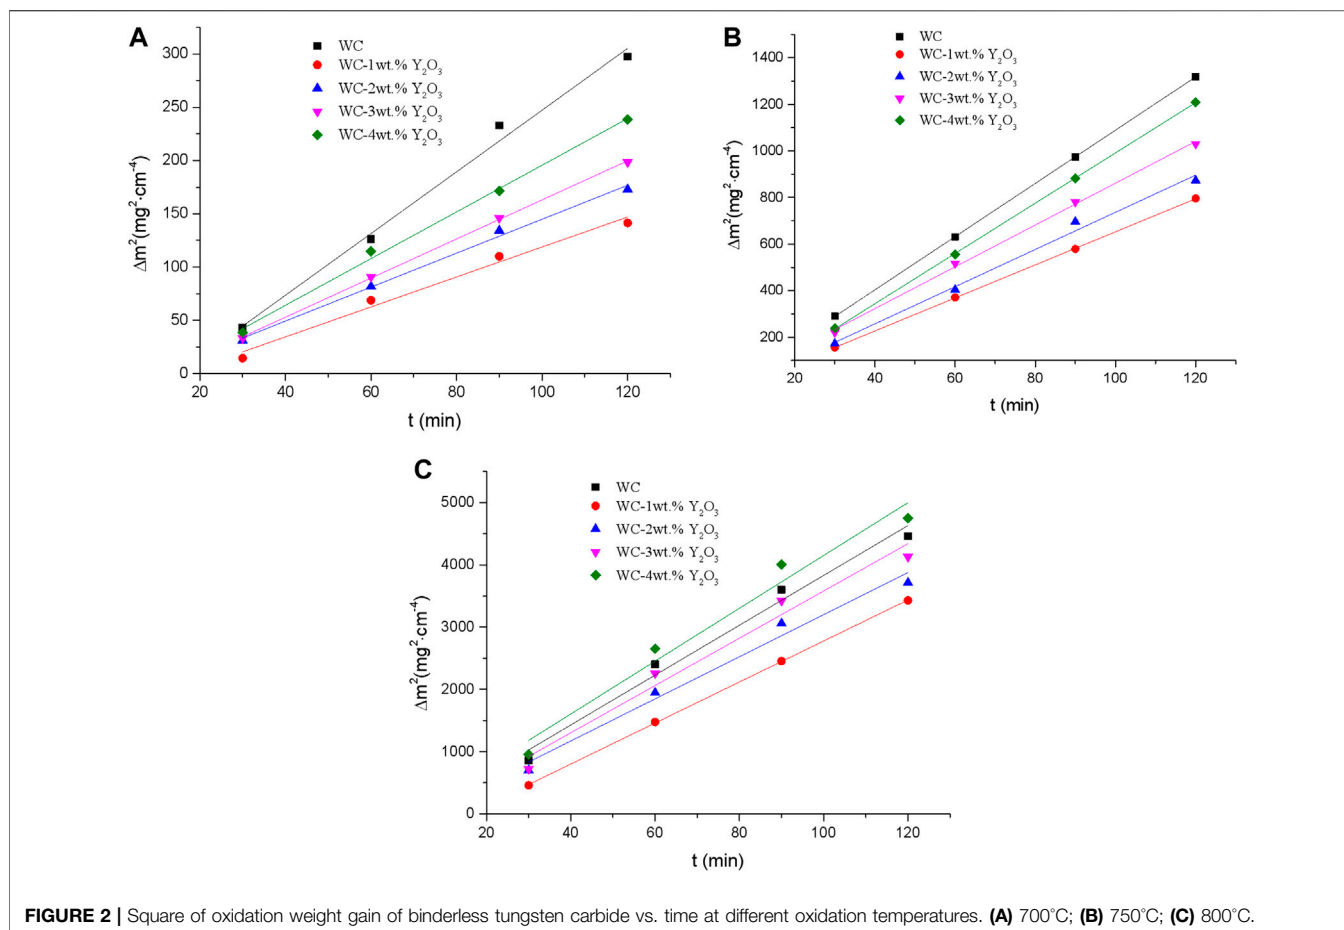 A
WC
WC-1wt.% Y₂O₃
WC-2wt.% Y₂O₃
WC-3wt.% Y₂O₃
WC-4wt.% Y₂O₃
300
250
200
150
100
50
0
Δm²(mg²·cm⁻⁴)
20 40 60 80 100 120
t (min)
B
WC
WC-1wt.% Y₂O₃
WC-2wt.% Y₂O₃
WC-3wt.% Y₂O₃
WC-4wt.% Y₂O₃
1400
1200
1000
800
600
400
200
Δm²(mg²·cm⁻⁴)
20 40 60 80 100 120
t (min)
C
WC
WC-1wt.% Y₂O₃
WC-2wt.% Y₂O₃
WC-3wt.% Y₂O₃
WC-4wt.% Y₂O₃
5000
4000
3000
2000
1000
0
Δm²(mg²·cm⁻⁴)
20 40 60 80 100 120
t (min)
FIGURE 2 | Square of oxidation weight gain of binderless tungsten carbide vs. time at different oxidation temperatures. (A) 700°C; (B) 750°C; (C) 800°C.